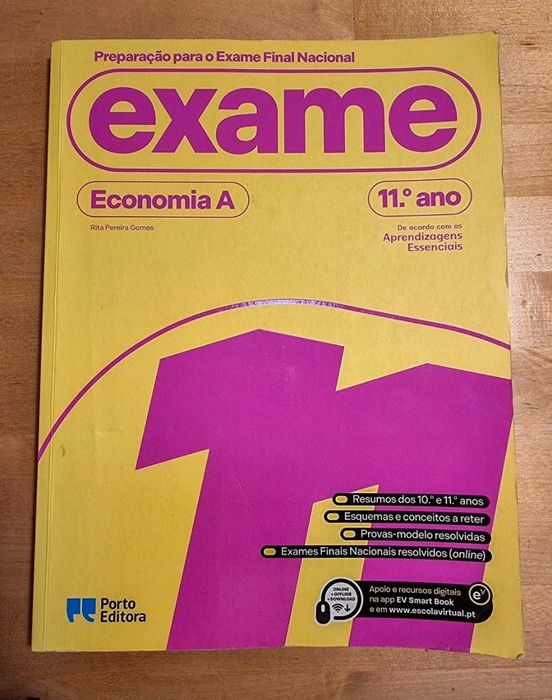 Preparação para o Exame Final Nacional
exame
Economia A
11.º ano
Rita Pereira Gomes
De acordo com as
Aprendizagens
Essenciais
11
Resumos dos 10.º e 11.º anos
Esquemas e conceitos a reter
Provas-modelo resolvidas
Exames Finais Nacionais resolvidos (online)
Porto
Editora
ONLINE
+OFFLINE
+DOWNLOAD
Apoio e recursos digitais
na app EV Smart Book
e em www.escolavirtual.pt
eV